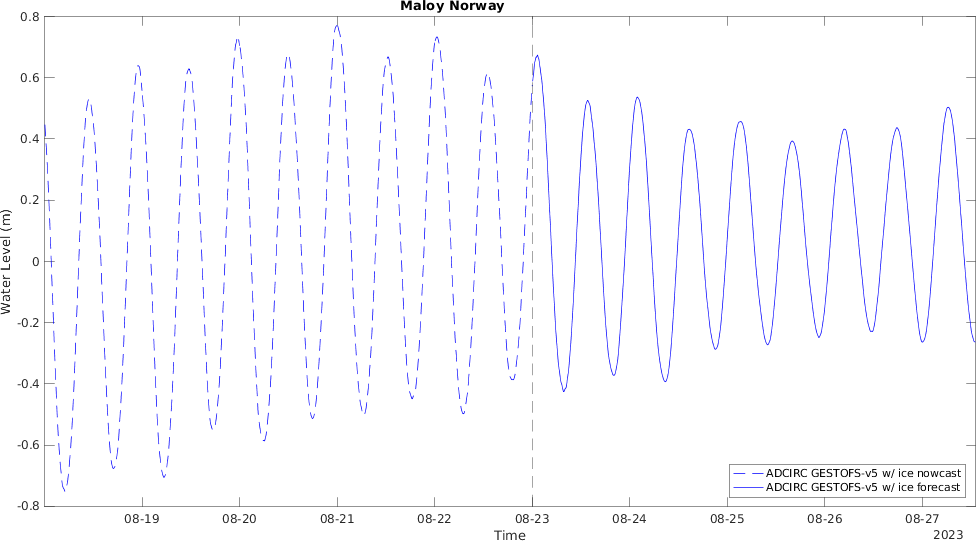 Maloy Norway
0.8
0.6
0.4
0.2
0
-0.2
-0.4
-0.6
-0.8
Water Level (m)
ADCIRC GESTOFS-v5 w/ ice nowcast
ADCIRC GESTOFS-v5 w/ ice forecast
08-19 08-20 08-21 08-22 08-23 08-24 08-25 08-26 08-27
Time
2023